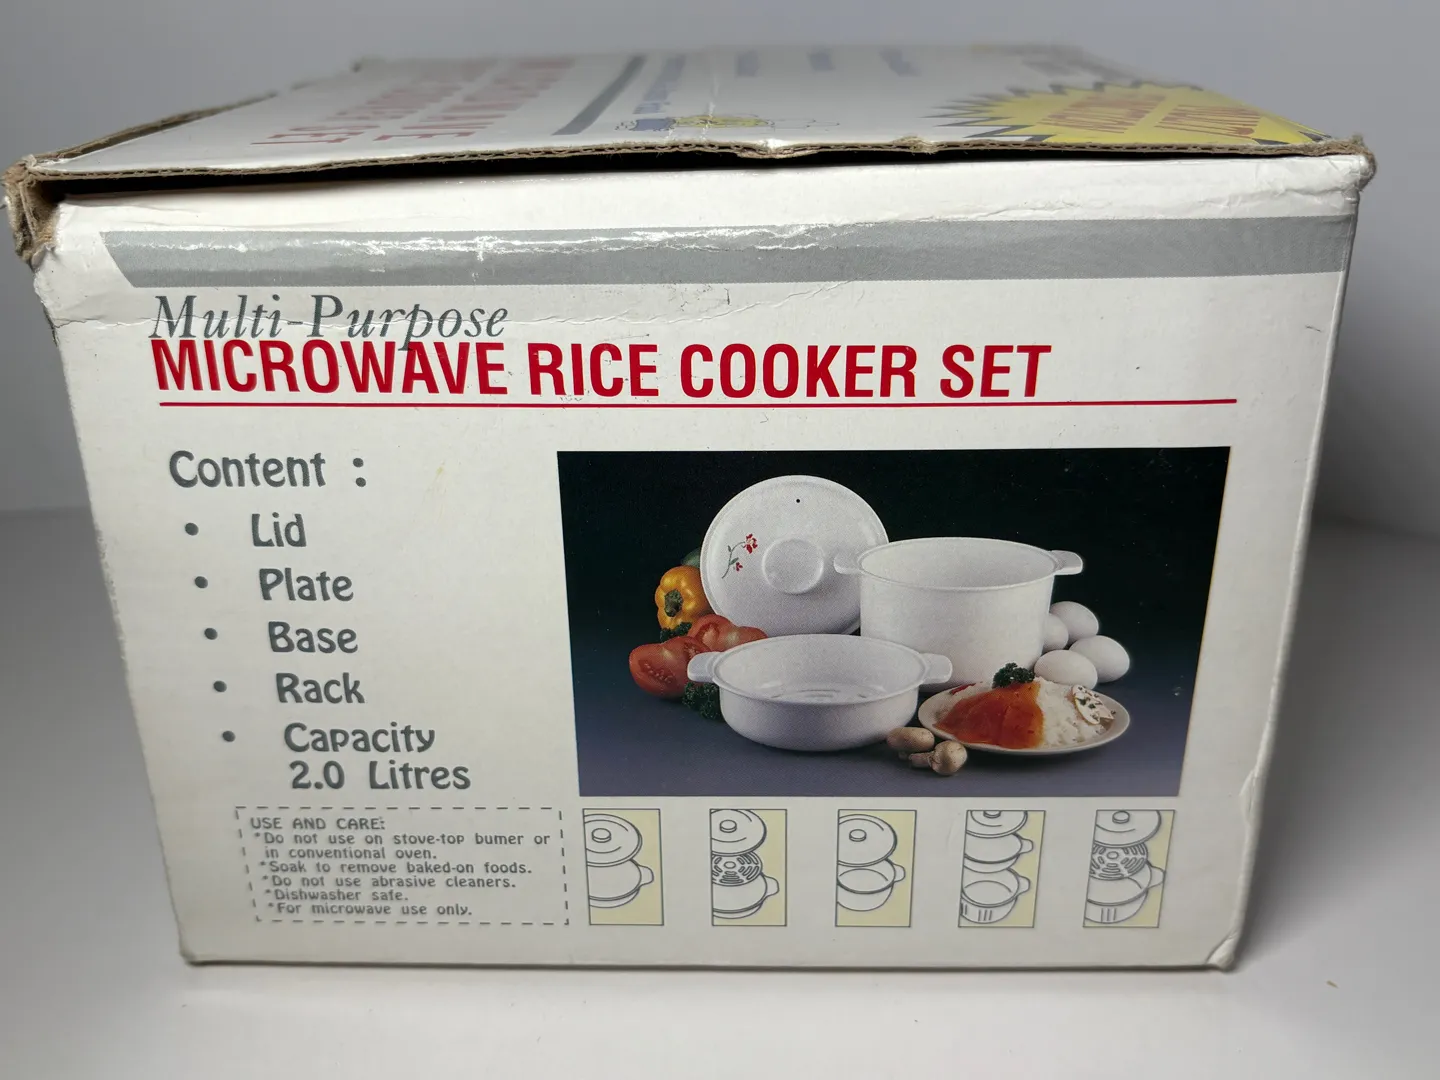 Multi-Purpose
MICROWAVE RICE COOKER SET
Content :
• Lid
• Plate
• Base
• Rack
• Capacity
2.0 Litres
USE AND CARE:
*Do not use on stove-top burner or
in conventional oven.
*Soak to remove baked-on foods.
*Do not use abrasive cleaners.
*Dishwasher safe.
*For microwave use only.